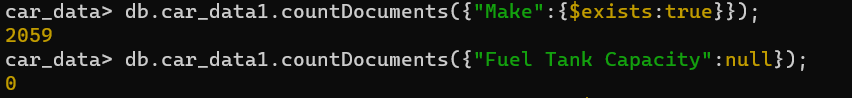 car_data> db.car_data1.countDocuments({"Make":{$exists:true}});
2059
car_data> db.car_data1.countDocuments({"Fuel Tank Capacity":null});
0